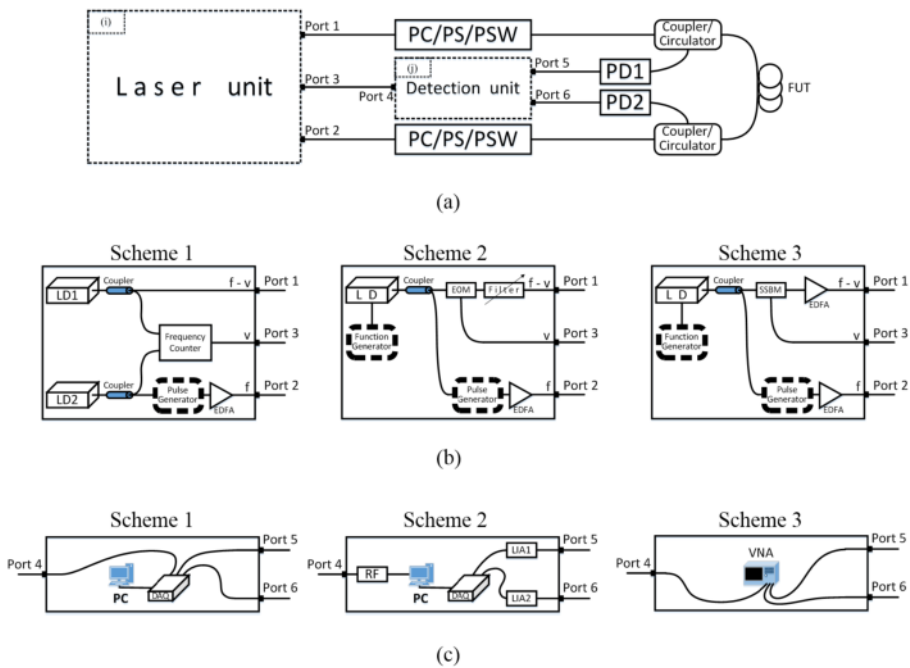 (i)
Laser unit
Port 1
Port 3
Port 2
PC/PS/PSW
Port 4
(j)
Detection unit
Port 5
Port 6
PD1
PD2
PC/PS/PSW
Coupler/
Circulator
FUT
Coupler/
Circulator
(a)
Scheme 1
LD1
Coupler
f - v
Port 1
Frequency
Counter
v
Port 3
LD2
Coupler
Pulse
Generator
EDFA
f
Port 2
Scheme 2
L D
Coupler
EOM
Filter
f - v
Port 1
Function
Generator
v
Port 3
Pulse
Generator
EDFA
f
Port 2
Scheme 3
L D
Coupler
SSBM
EDFA
f - v
Port 1
Function
Generator
v
Port 3
Pulse
Generator
EDFA
f
Port 2
(b)
Scheme 1
Port 4
PC
DAQ
Port 5
Port 6
Scheme 2
Port 4
RF
PC
DAQ
LIA1
LIA2
Port 5
Port 6
Scheme 3
Port 4
VNA
Port 5
Port 6
(c)